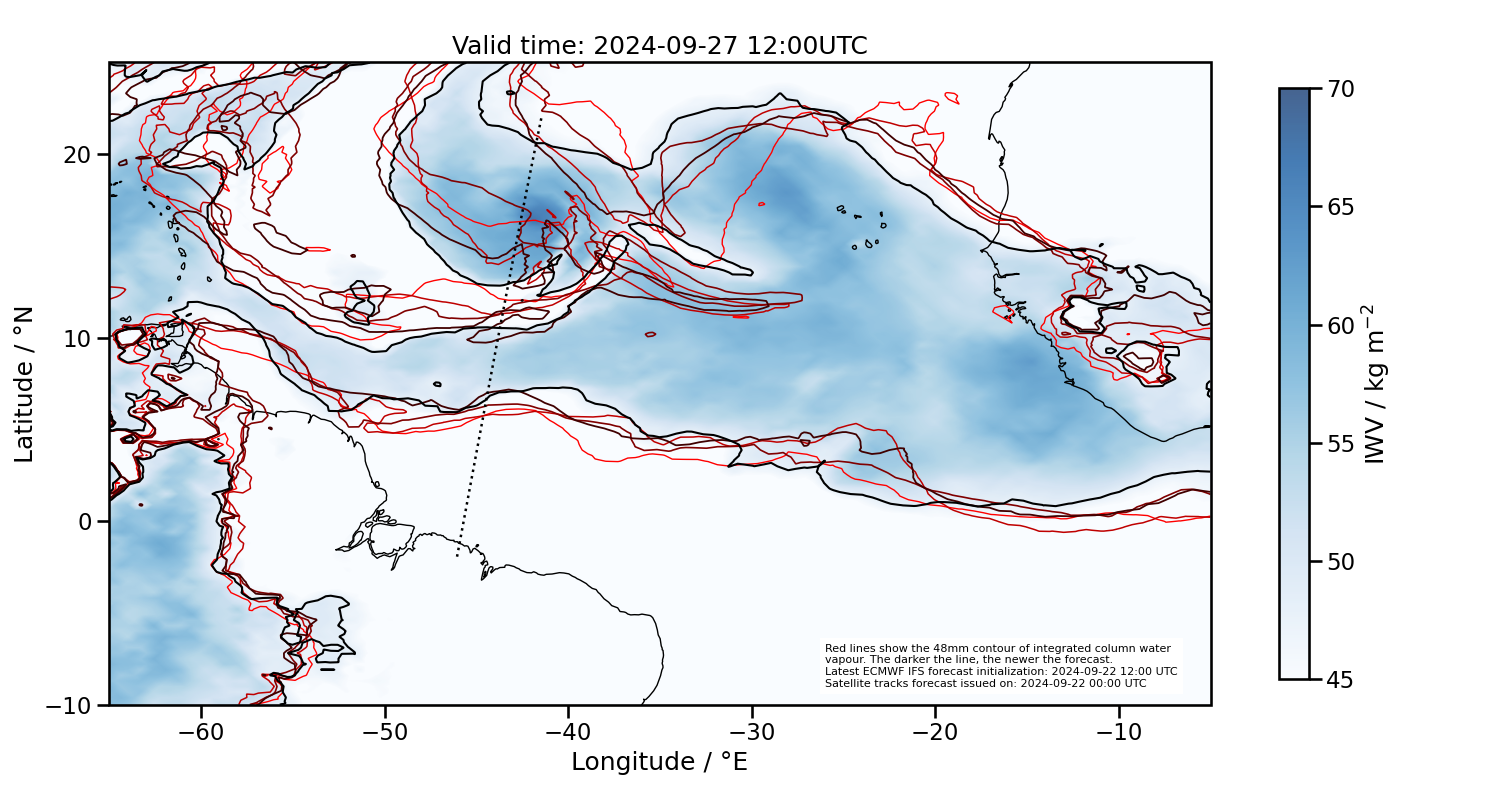 Valid time: 2024-09-27 12:00UTC
Latitude / °N
20
10
0
−10
−60
−50
−40
−30
−20
−10
Longitude / °E
Red lines show the 48mm contour of integrated column water
vapour. The darker the line, the newer the forecast.
Latest ECMWF IFS forecast initialization: 2024-09-22 12:00 UTC
Satellite tracks forecast issued on: 2024-09-22 00:00 UTC
70
65
60
55
50
45
IWV / kg m⁻²